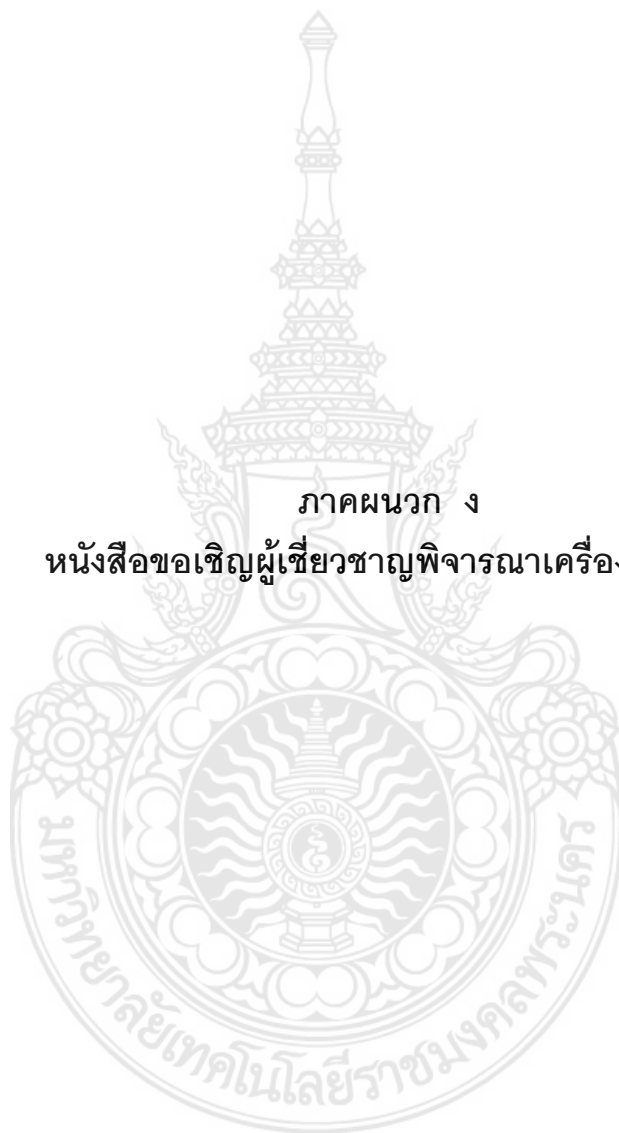 ภาคผนวก ง
หนังสือขอเชิญผู้เชี่ยวชาญพิจารณาเครื่อง
มหาวิทยาลัยเทคโนโลยีราชมงคลพระนคร